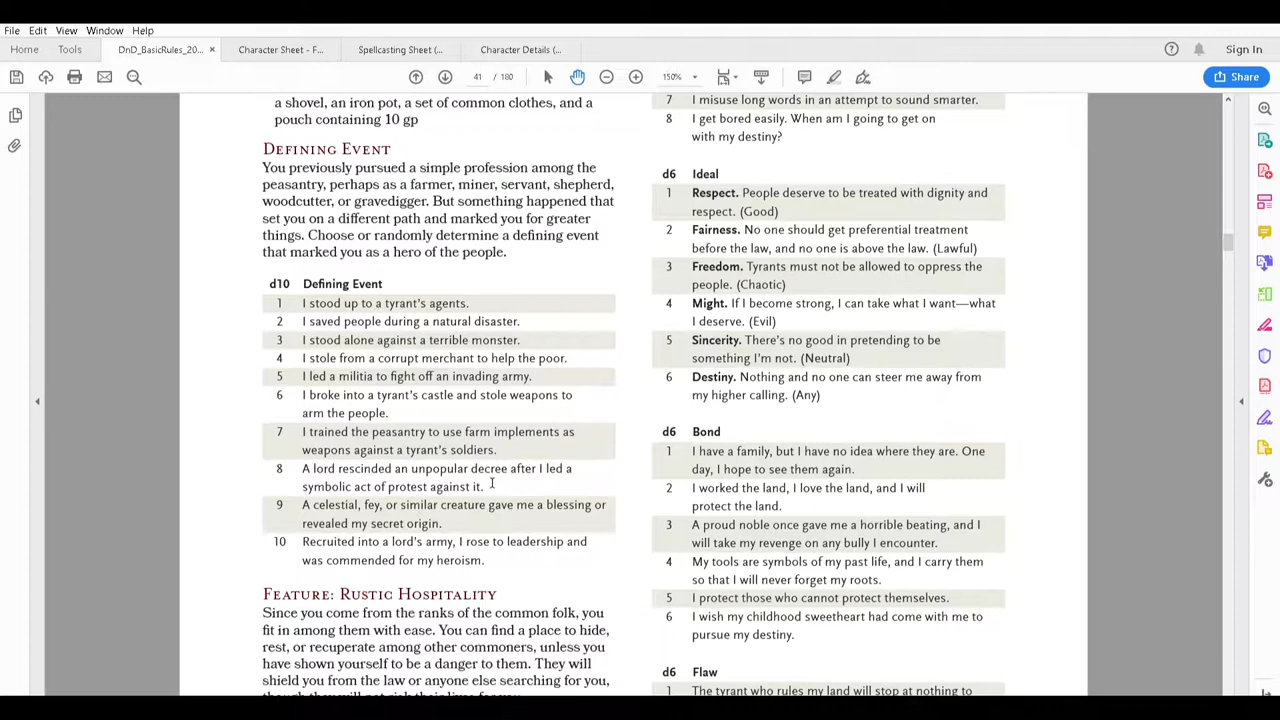 File Edit View Window Help
Home Tools DnD_BasicRules_20... × Character Sheet - F... Spellcasting Sheet (... Character Details (... Sign In
41 / 180 150% Share
a shovel, an iron pot, a set of common clothes, and a
pouch containing 10 gp
Defining Event
You previously pursued a simple profession among the
peasantry, perhaps as a farmer, miner, servant, shepherd,
woodcutter, or gravedigger. But something happened that
set you on a different path and marked you for greater
things. Choose or randomly determine a defining event
that marked you as a hero of the people.
d10 Defining Event
1 I stood up to a tyrant's agents.
2 I saved people during a natural disaster.
3 I stood alone against a terrible monster.
4 I stole from a corrupt merchant to help the poor.
5 I led a militia to fight off an invading army.
6 I broke into a tyrant's castle and stole weapons to
arm the people.
7 I trained the peasantry to use farm implements as
weapons against a tyrant's soldiers.
8 A lord rescinded an unpopular decree after I led a
symbolic act of protest against it.
9 A celestial, fey, or similar creature gave me a blessing or
revealed my secret origin.
10 Recruited into a lord's army, I rose to leadership and
was commended for my heroism.
Feature: Rustic Hospitality
Since you come from the ranks of the common folk, you
fit in among them with ease. You can find a place to hide,
rest, or recuperate among other commoners, unless you
have shown yourself to be a danger to them. They will
shield you from the law or anyone else searching for you,
though they will not risk their lives for you.
7 I misuse long words in an attempt to sound smarter.
8 I get bored easily. When am I going to get on
with my destiny?
d6 Ideal
1 Respect. People deserve to be treated with dignity and
respect. (Good)
2 Fairness. No one should get preferential treatment
before the law, and no one is above the law. (Lawful)
3 Freedom. Tyrants must not be allowed to oppress the
people. (Chaotic)
4 Might. If I become strong, I can take what I want—what
I deserve. (Evil)
5 Sincerity. There's no good in pretending to be
something I'm not. (Neutral)
6 Destiny. Nothing and no one can steer me away from
my higher calling. (Any)
d6 Bond
1 I have a family, but I have no idea where they are. One
day, I hope to see them again.
2 I worked the land, I love the land, and I will
protect the land.
3 A proud noble once gave me a horrible beating, and I
will take my revenge on any bully I encounter.
4 My tools are symbols of my past life, and I carry them
so that I will never forget my roots.
5 I protect those who cannot protect themselves.
6 I wish my childhood sweetheart had come with me to
pursue my destiny.
d6 Flaw
1 The tyrant who rules my land will stop at nothing to